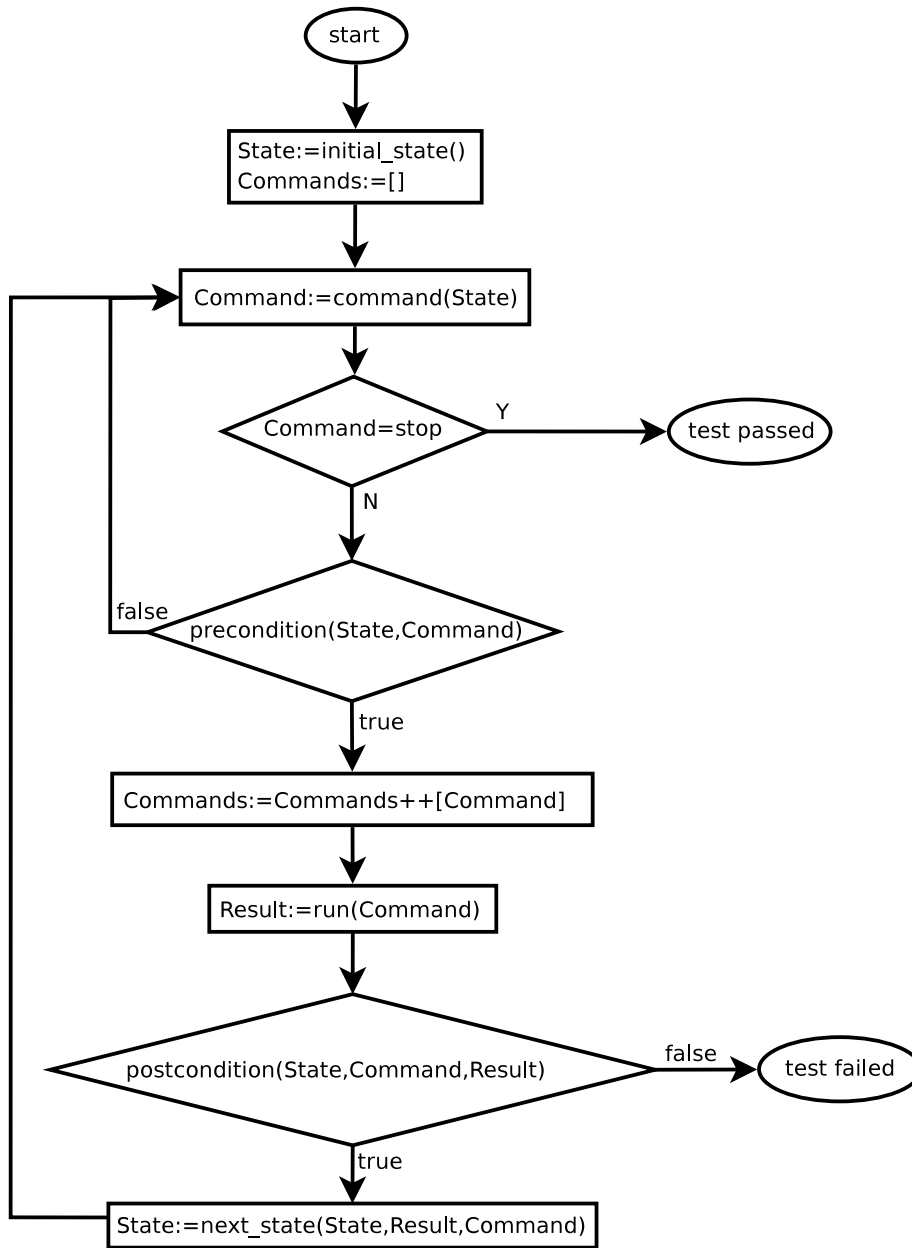 start
State:=initial_state()
Commands:=[]
Command:=command(State)
Command=stop
Y
test passed
N
false
precondition(State,Command)
true
Commands:=Commands++[Command]
Result:=run(Command)
postcondition(State,Command,Result)
false
test failed
true
State:=next_state(State,Result,Command)